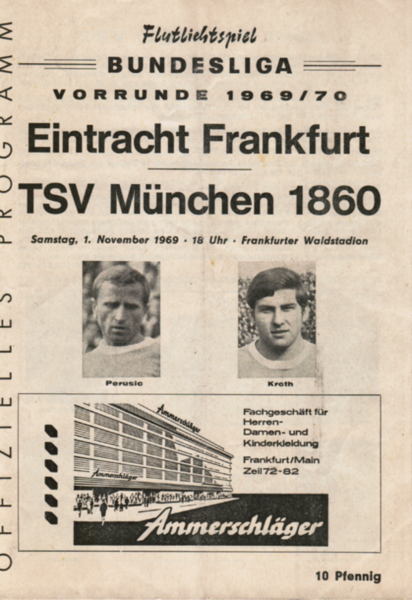 OFFIZIELLES PROGRAMM
Flutlichtspiel
BUNDESLIGA
VORRUNDE 1969/70
Eintracht Frankfurt
TSV München 1860
Samstag, 1. November 1969 · 18 Uhr · Frankfurter Waldstadion
Perusic
Kroth
Ammerschläger
Ammerschläger
Fachgeschäft für
Herren-
Damen- und
Kinderkleidung
Frankfurt/Main
Zeil 72-82
Ammerschläger
10 Pfennig